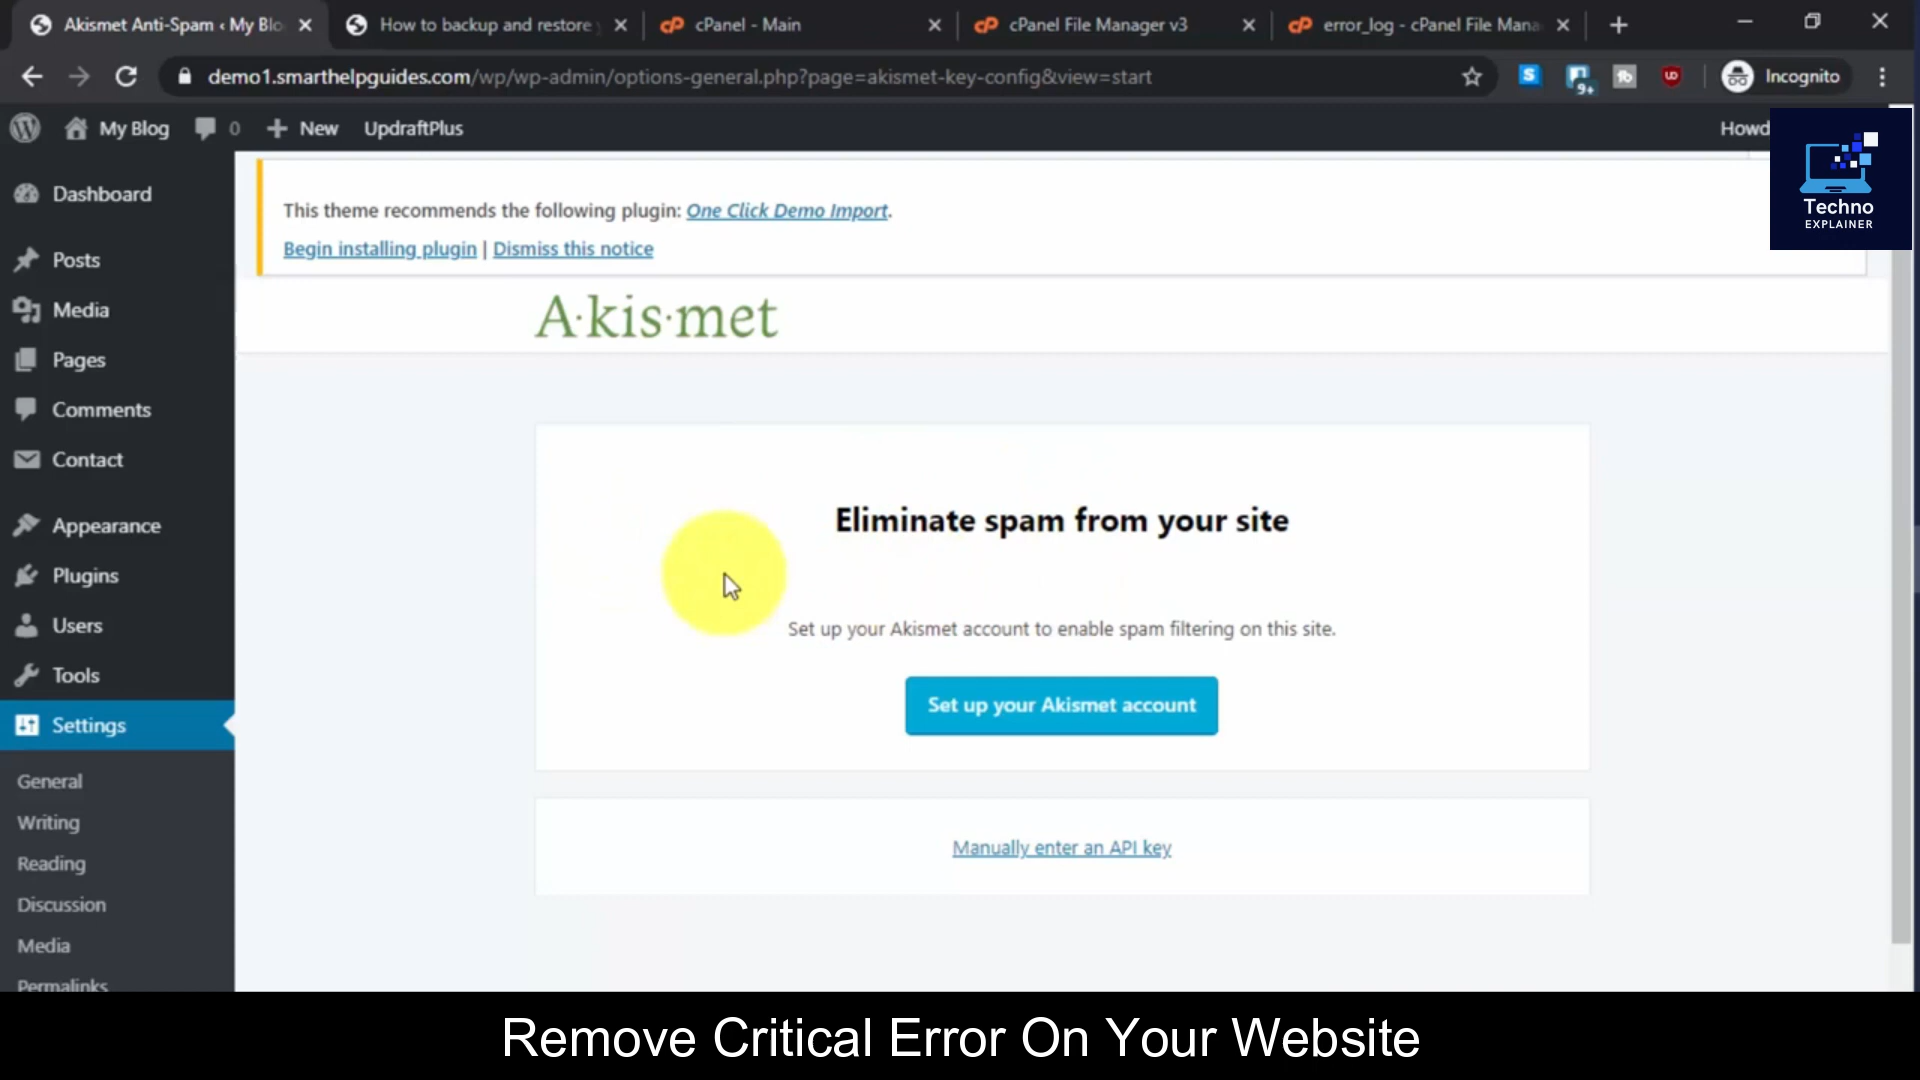 Akismet Anti-Spam ‹ My Blo
How to backup and restore
cPanel - Main
cPanel File Manager v3
error_log - cPanel File Mana
demo1.smarthelpguides.com/wp/wp-admin/options-general.php?page=akismet-key-config&view=start
9+
Incognito
My Blog
0
New
UpdraftPlus
Howd
Techno
EXPLAINER
Dashboard
Posts
Media
Pages
Comments
Contact
Appearance
Plugins
Users
Tools
Settings
General
Writing
Reading
Discussion
Media
Permalinks
This theme recommends the following plugin: One Click Demo Import.
Begin installing plugin | Dismiss this notice
A·kis·met
Eliminate spam from your site
Set up your Akismet account to enable spam filtering on this site.
Set up your Akismet account
Manually enter an API key
Remove Critical Error On Your Website